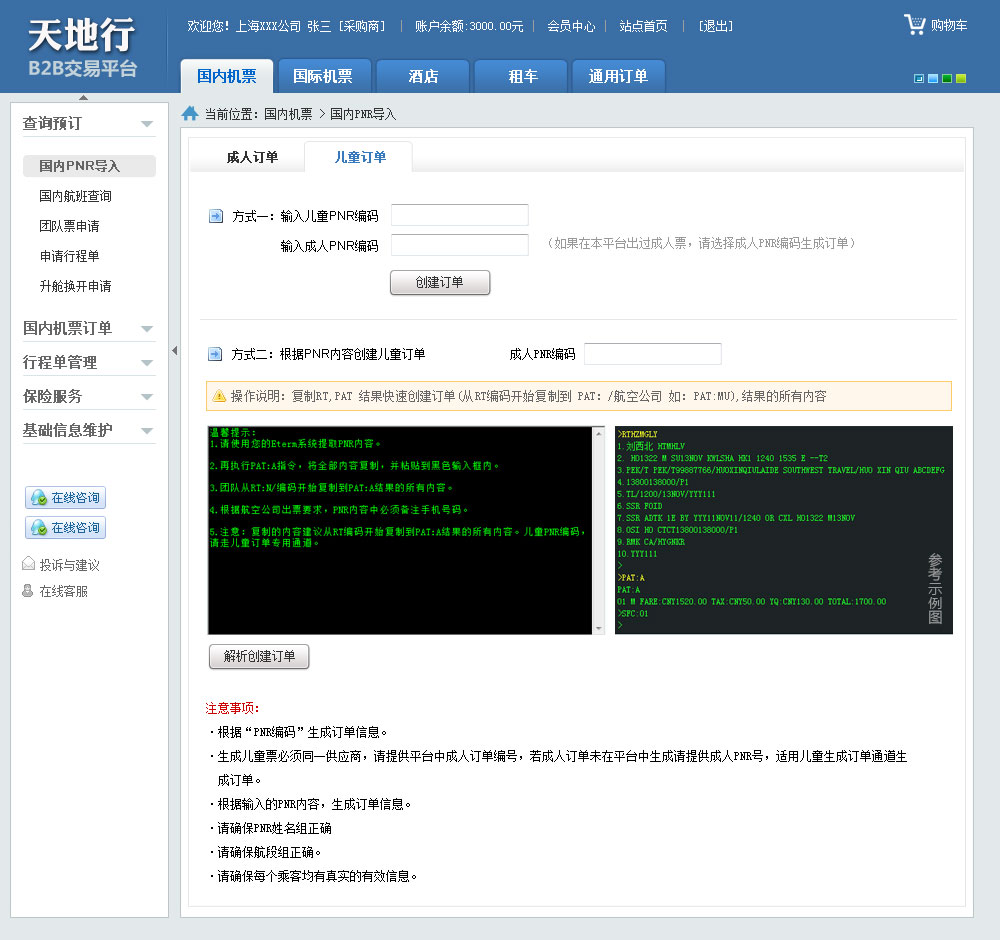 天地行
B2B交易平台
欢迎您! 上海XXX公司 张三 [采购商] | 账户余额:3000.00元 | 会员中心 | 站点首页 | [退出]
购物车
国内机票 国际机票 酒店 租车 通用订单
当前位置: 国内机票 > 国内PNR导入
查询预订
国内PNR导入
国内航班查询
团队票申请
申请行程单
升舱换开申请
国内机票订单
行程单管理
保险服务
基础信息维护
在线咨询
在线咨询
投诉与建议
在线客服
成人订单 儿童订单
方式一: 输入儿童PNR编码
输入成人PNR编码 (如果在本平台出过成人票, 请选择成人PNR编码生成订单)
创建订单
方式二: 根据PNR内容创建儿童订单 成人PNR编码
操作说明: 复制RT,PAT 结果快速创建订单(从RT编码开始复制到 PAT: /航空公司 如: PAT:MU),结果的所有内容
温馨提示:
1.请使用您的Eterm系统提取PNR内容。
2.再执行PAT:A指令, 将全部内容复制, 并粘贴到黑色输入框内。
3.团队从RT:N/编码开始复制到PAT:A结果的所有内容。
4.根据航空公司出票要求, PNR内容中必须备注手机号码。
5.注意: 复制的内容建议从RT编码开始复制到PAT:A结果的所有内容。儿童PNR编码,
请走儿童订单专用通道。
>RTHZMGLY
1.刘西北 HTMHLV
2. HO1322 M SU13NOV KWLSHA HK1 1240 1535 E --T2
3.PEK/T PEK/T99887766/HUOXINQIULAIDE SOUTHWEST TRAVEL/HUO XIN QIU ABCDEFG
4.13800138000/P1
5.TL/1200/13NOV/YYY111
6.SSR FOID
7.SSR ADTK 1E BY YYY11NOV11/1240 OR CXL HO1322 M13NOV
8.OSI HO CTCT13800138000/P1
9.RMK CA/HYGNKR
10.YYY111
>
>PAT:A
PAT:A
01 M FARE:CNY1520.00 TAX:CNY50.00 YQ:CNY130.00 TOTAL:1700.00
>SFC:01
>
参考示例图
解析创建订单
注意事项:
·根据“PNR编码”生成订单信息。
·生成儿童票必须同一供应商, 请提供平台中成人订单编号, 若成人订单未在平台中生成请提供成人PNR号, 适用儿童生成订单通道生
成订单。
·根据输入的PNR内容, 生成订单信息。
·请确保PNR姓名组正确
·请确保航段组正确。
·请确保每个乘客均有真实的有效信息。